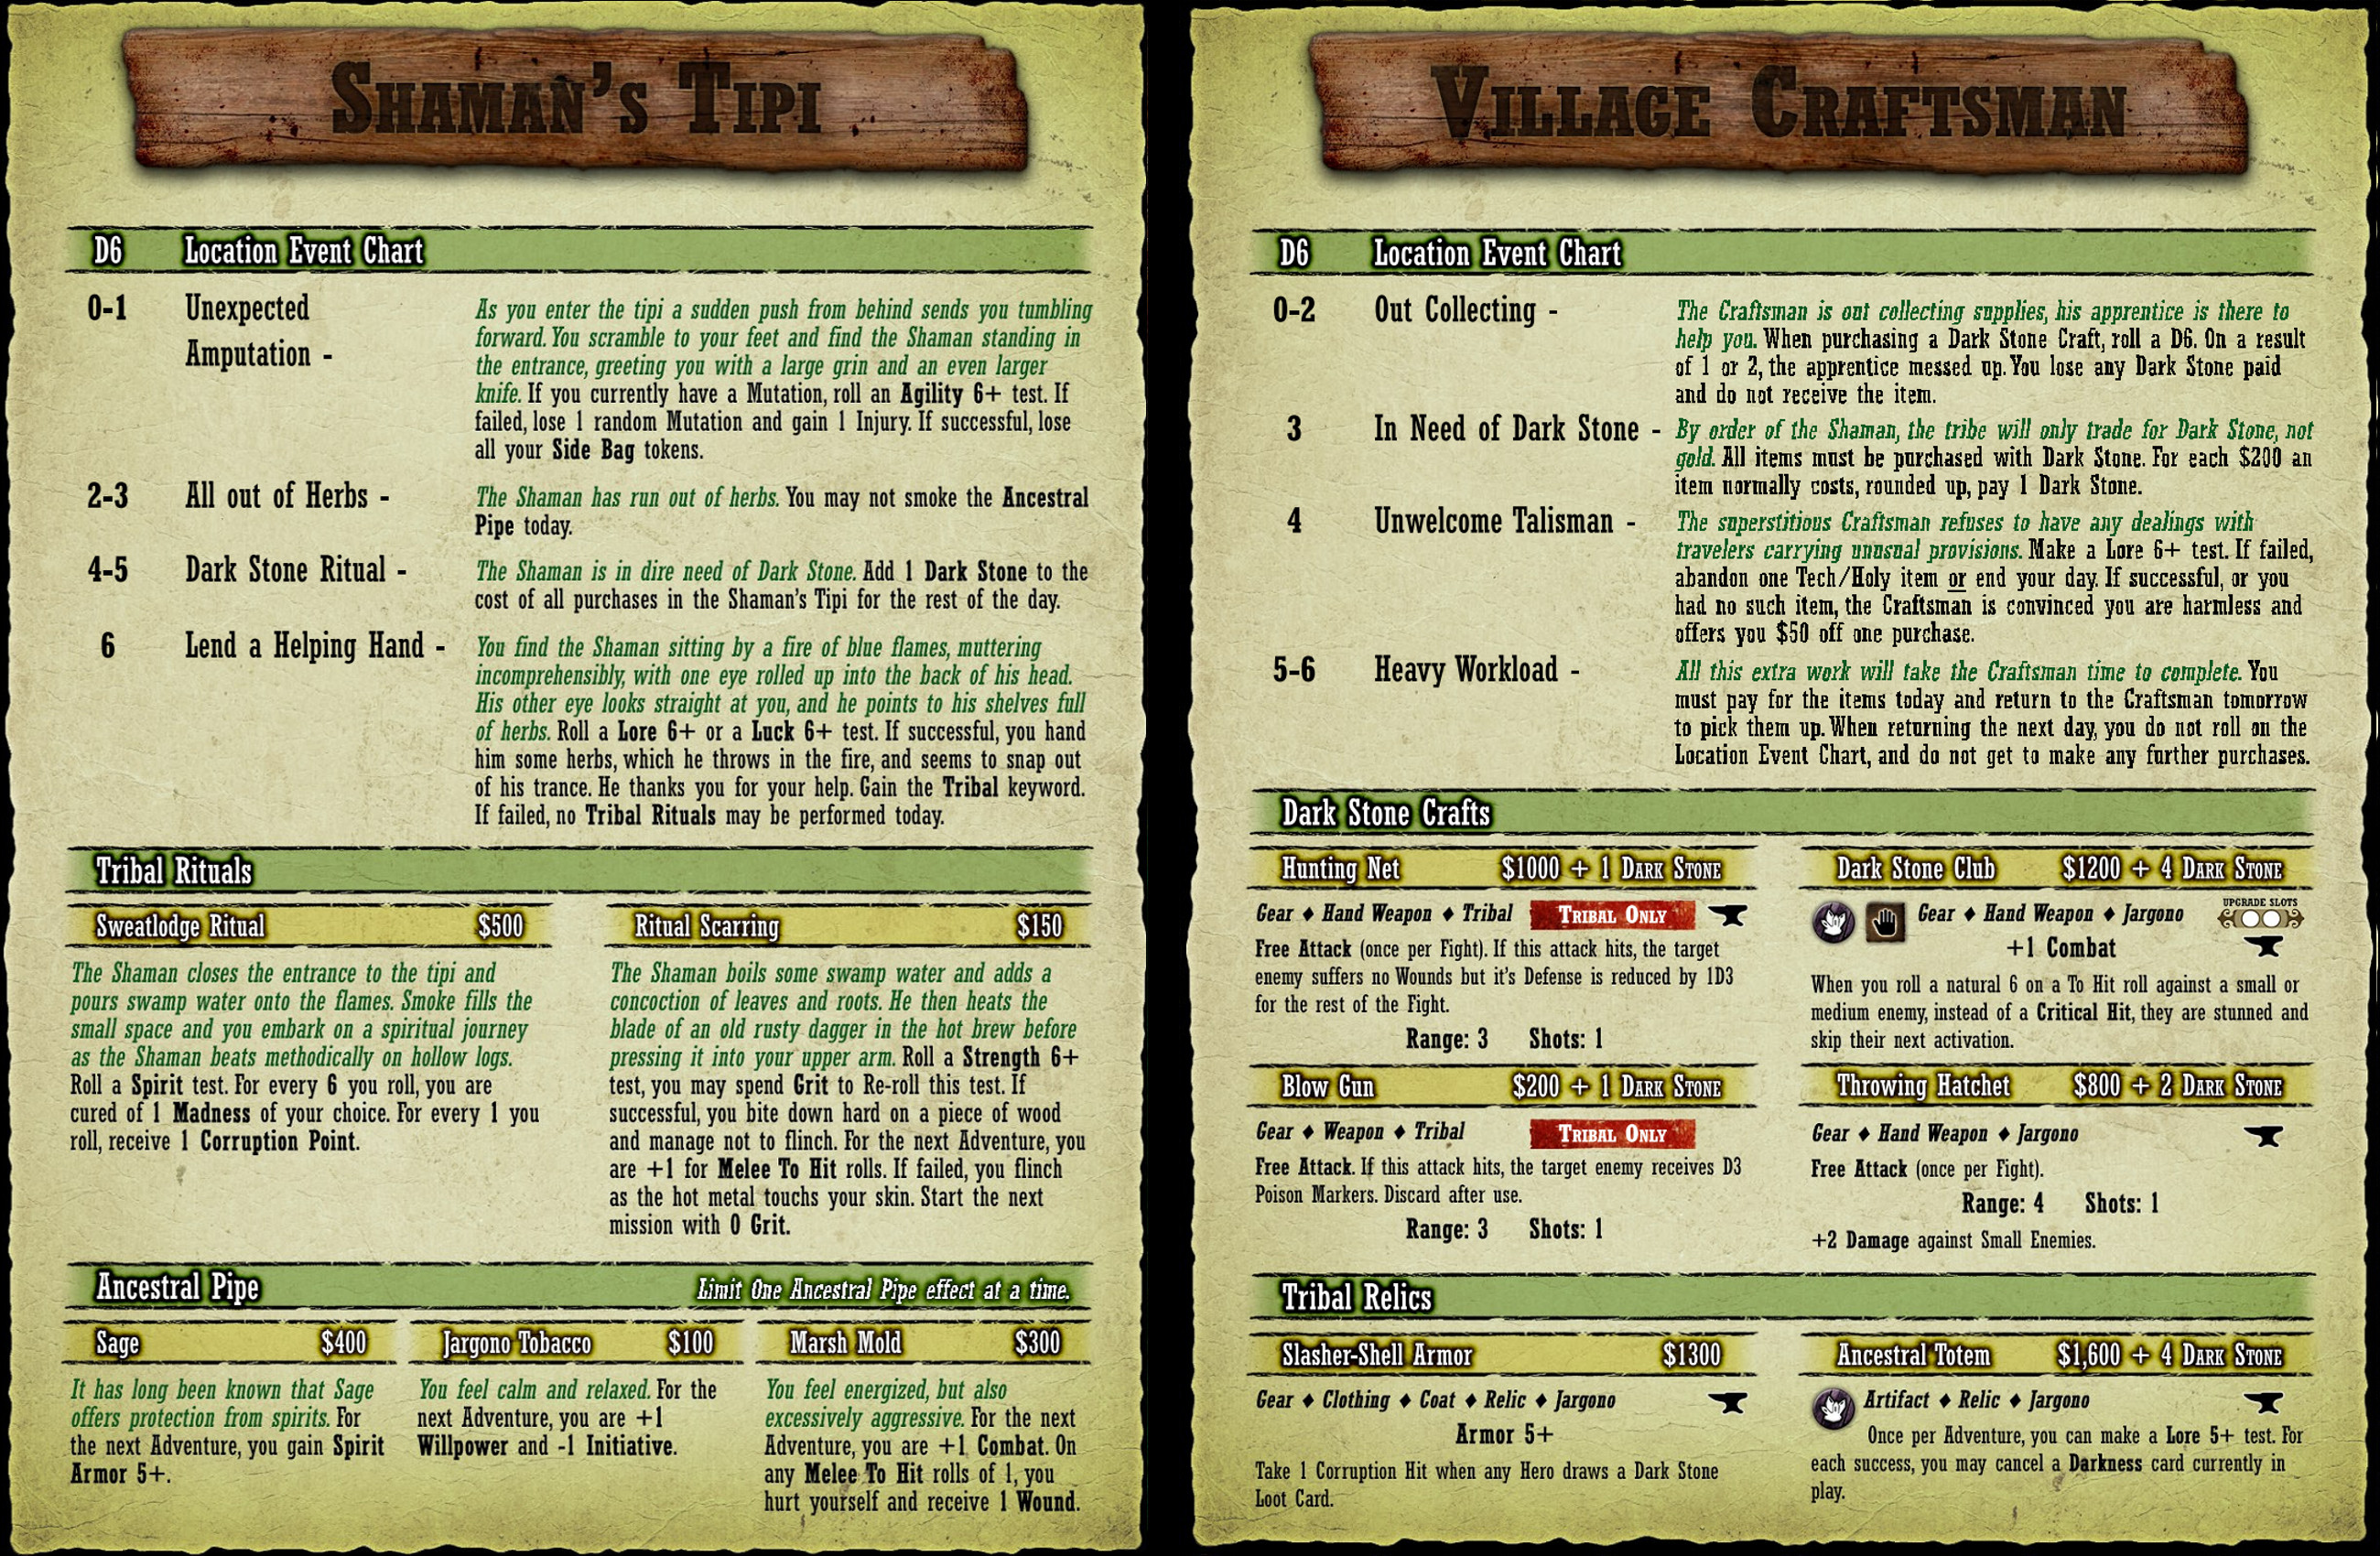 SHAMAN'S TIPI
D6 Location Event Chart
0-1 Unexpected
Amputation -
As you enter the tipi a sudden push from behind sends you tumbling
forward. You scramble to your feet and find the Shaman standing in
the entrance, greeting you with a large grin and an even larger
knife. If you currently have a Mutation, roll an Agility 6+ test. If
failed, lose 1 random Mutation and gain 1 Injury. If successful, lose
all your Side Bag tokens.
2-3 All out of Herbs -
The Shaman has run out of herbs. You may not smoke the Ancestral
Pipe today.
4-5 Dark Stone Ritual -
The Shaman is in dire need of Dark Stone. Add 1 Dark Stone to the
cost of all purchases in the Shaman's Tipi for the rest of the day.
6 Lend a Helping Hand -
You find the Shaman sitting by a fire of blue flames, muttering
incomprehensibly, with one eye rolled up into the back of his head.
His other eye looks straight at you, and he points to his shelves full
of herbs. Roll a Lore 6+ or a Luck 6+ test. If successful, you hand
him some herbs, which he throws in the fire, and seems to snap out
of his trance. He thanks you for your help. Gain the Tribal keyword.
If failed, no Tribal Rituals may be performed today.
Tribal Rituals
Sweatlodge Ritual $500
The Shaman closes the entrance to the tipi and
pours swamp water onto the flames. Smoke fills the
small space and you embark on a spiritual journey
as the Shaman beats methodically on hollow logs.
Roll a Spirit test. For every 6 you roll, you are
cured of 1 Madness of your choice. For every 1 you
roll, receive 1 Corruption Point.
Ritual Scarring $150
The Shaman boils some swamp water and adds a
concoction of leaves and roots. He then heats the
blade of an old rusty dagger in the hot brew before
pressing it into your upper arm. Roll a Strength 6+
test, you may spend Grit to Re-roll this test. If
successful, you bite down hard on a piece of wood
and manage not to flinch. For the next Adventure, you
are +1 for Melee To Hit rolls. If failed, you flinch
as the hot metal touchs your skin. Start the next
mission with 0 Grit.
Ancestral Pipe Limit One Ancestral Pipe effect at a time.
Sage $400
It has long been known that Sage
offers protection from spirits. For
the next Adventure, you gain Spirit
Armor 5+.
Jargono Tobacco $100
You feel calm and relaxed. For the
next Adventure, you are +1
Willpower and -1 Initiative.
Marsh Mold $300
You feel energized, but also
excessively aggressive. For the next
Adventure, you are +1 Combat. On
any Melee To Hit rolls of 1, you
hurt yourself and receive 1 Wound.
VILLAGE CRAFTSMAN
D6 Location Event Chart
0-2 Out Collecting -
The Craftsman is out collecting supplies, his apprentice is there to
help you. When purchasing a Dark Stone Craft, roll a D6. On a result
of 1 or 2, the apprentice messed up. You lose any Dark Stone paid
and do not receive the item.
3 In Need of Dark Stone -
By order of the Shaman, the tribe will only trade for Dark Stone, not
gold. All items must be purchased with Dark Stone. For each $200 an
item normally costs, rounded up, pay 1 Dark Stone.
4 Unwelcome Talisman -
The superstitious Craftsman refuses to have any dealings with
travelers carrying unusual provisions. Make a Lore 6+ test. If failed,
abandon one Tech/Holy item or end your day. If successful, or you
had no such item, the Craftsman is convinced you are harmless and
offers you $50 off one purchase.
5-6 Heavy Workload -
All this extra work will take the Craftsman time to complete. You
must pay for the items today and return to the Craftsman tomorrow
to pick them up. When returning the next day, you do not roll on the
Location Event Chart, and do not get to make any further purchases.
Dark Stone Crafts
Hunting Net $1000 + 1 DARK STONE
Gear ♦ Hand Weapon ♦ Tribal TRIBAL ONLY
Free Attack (once per Fight). If this attack hits, the target
enemy suffers no Wounds but it's Defense is reduced by 1D3
for the rest of the Fight.
Range: 3 Shots: 1
Dark Stone Club $1200 + 4 DARK STONE
Gear ♦ Hand Weapon ♦ Jargono UPGRADE SLOTS
+1 Combat
When you roll a natural 6 on a To Hit roll against a small or
medium enemy, instead of a Critical Hit, they are stunned and
skip their next activation.
Blow Gun $200 + 1 DARK STONE
Gear ♦ Weapon ♦ Tribal TRIBAL ONLY
Free Attack. If this attack hits, the target enemy receives D3
Poison Markers. Discard after use.
Range: 3 Shots: 1
Throwing Hatchet $800 + 2 DARK STONE
Gear ♦ Hand Weapon ♦ Jargono
Free Attack (once per Fight).
Range: 4 Shots: 1
+2 Damage against Small Enemies.
Tribal Relics
Slasher-Shell Armor $1300
Gear ♦ Clothing ♦ Coat ♦ Relic ♦ Jargono
Armor 5+
Take 1 Corruption Hit when any Hero draws a Dark Stone
Loot Card.
Ancestral Totem $1,600 + 4 DARK STONE
Artifact ♦ Relic ♦ Jargono
Once per Adventure, you can make a Lore 5+ test. For
each success, you may cancel a Darkness card currently in
play.